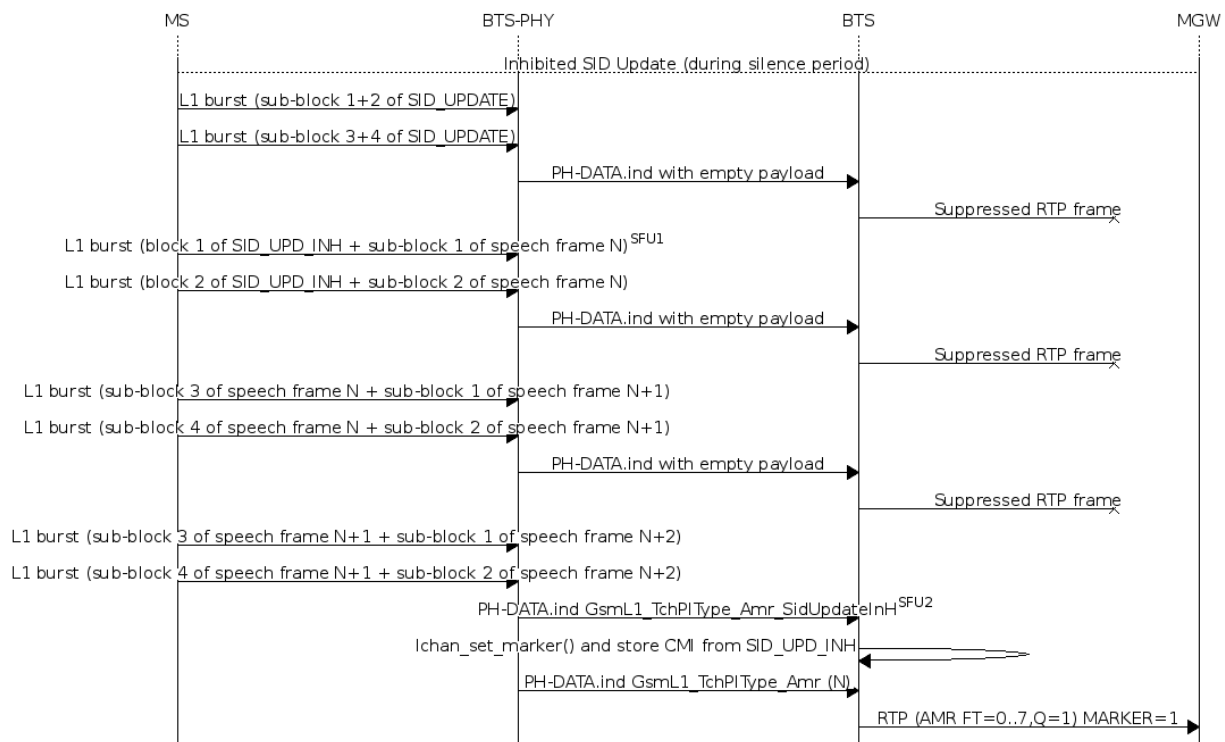 MS BTS-PHY BTS MGW
Inhibited SID Update (during silence period)
L1 burst (sub-block 1+2 of SID_UPDATE)
L1 burst (sub-block 3+4 of SID_UPDATE)
PH-DATA.ind with empty payload
Suppressed RTP frame
L1 burst (block 1 of SID_UPD_INH + sub-block 1 of speech frame N)SFU1
L1 burst (block 2 of SID_UPD_INH + sub-block 2 of speech frame N)
PH-DATA.ind with empty payload
Suppressed RTP frame
L1 burst (sub-block 3 of speech frame N + sub-block 1 of speech frame N+1)
L1 burst (sub-block 4 of speech frame N + sub-block 2 of speech frame N+1)
PH-DATA.ind with empty payload
Suppressed RTP frame
L1 burst (sub-block 3 of speech frame N+1 + sub-block 1 of speech frame N+2)
L1 burst (sub-block 4 of speech frame N+1 + sub-block 2 of speech frame N+2)
PH-DATA.ind GsmL1_TchPlType_Amr_SidUpdateInH SFU2
lchan_set_marker() and store CMI from SID_UPD_INH
PH-DATA.ind GsmL1_TchPlType_Amr (N)
RTP (AMR FT=0..7,Q=1) MARKER=1